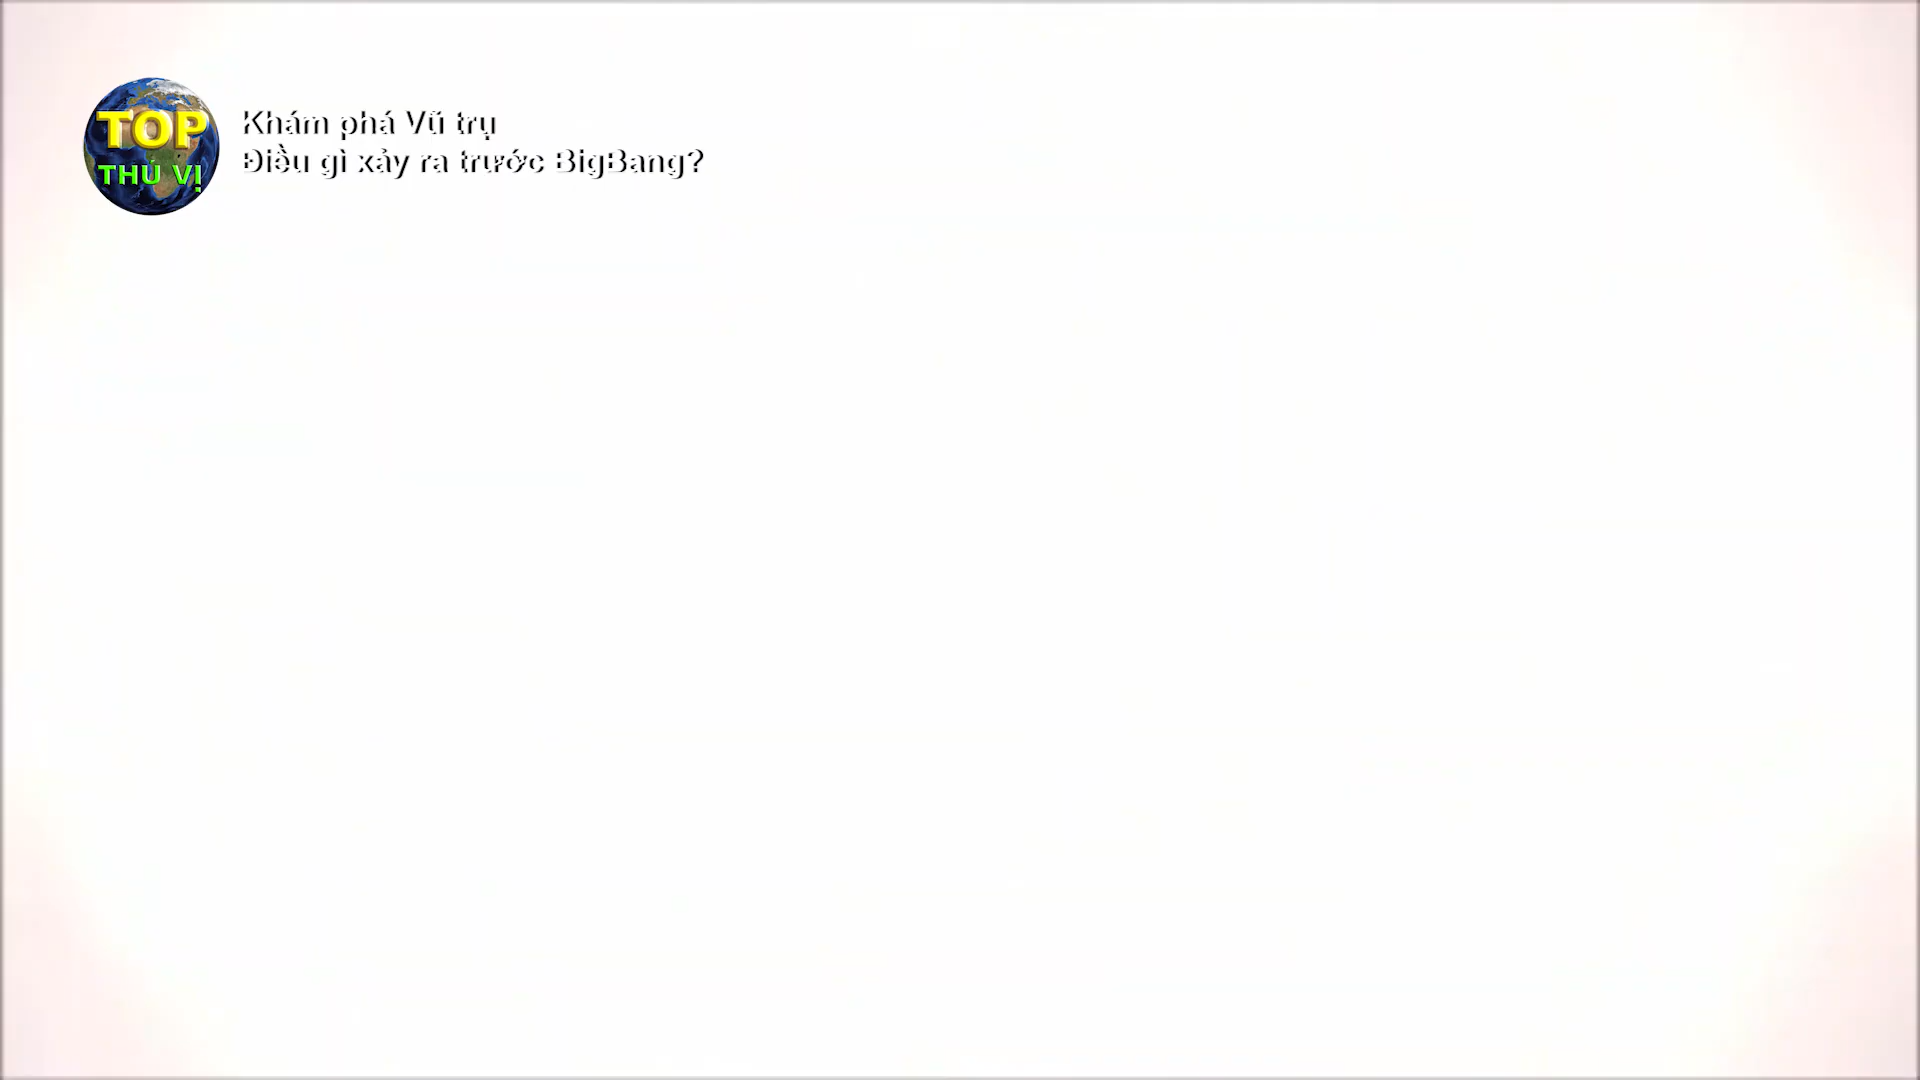 TOP
THÚ VỊ
Khám phá Vũ trụ
Điều gì xảy ra trước BigBang?